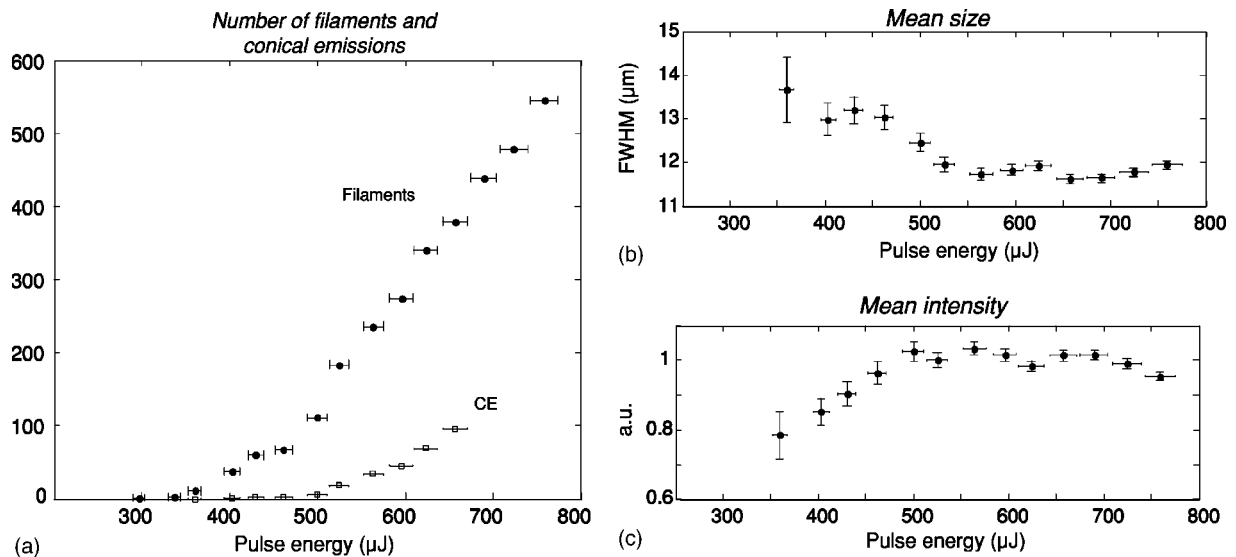 Number of filaments and
conical emissions
600
500
400
300
200
100
0
Filaments
CE
300 400 500 600 700 800
Pulse energy (µJ)
(a)
Mean size
15
14
13
12
11
FWHM (µm)
300 400 500 600 700 800
Pulse energy (µJ)
(b)
Mean intensity
1
0.8
0.6
a.u.
300 400 500 600 700 800
Pulse energy (µJ)
(c)